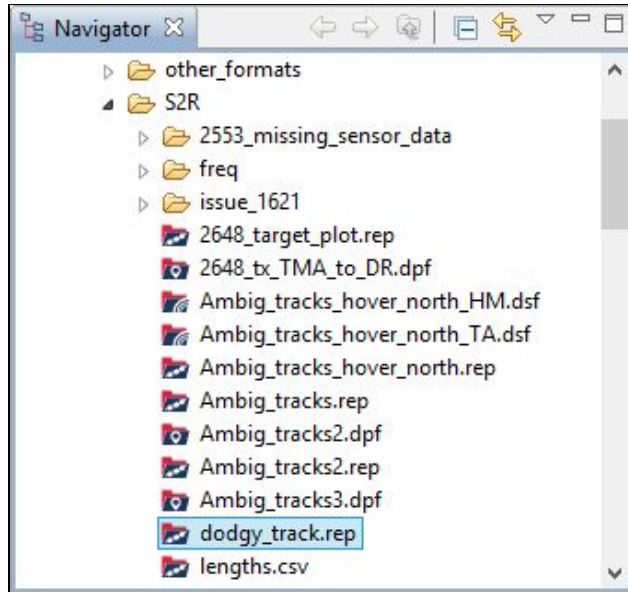 Navigator
other_formats
S2R
2553_missing_sensor_data
freq
issue_1621
2648_target_plot.rep
2648_tx_TMA_to_DR.dpf
Ambig_tracks_hover_north_HM.dsf
Ambig_tracks_hover_north_TA.dsf
Ambig_tracks_hover_north.rep
Ambig_tracks.rep
Ambig_tracks2.dpf
Ambig_tracks2.rep
Ambig_tracks3.dpf
dodgy_track.rep
lengths.csv